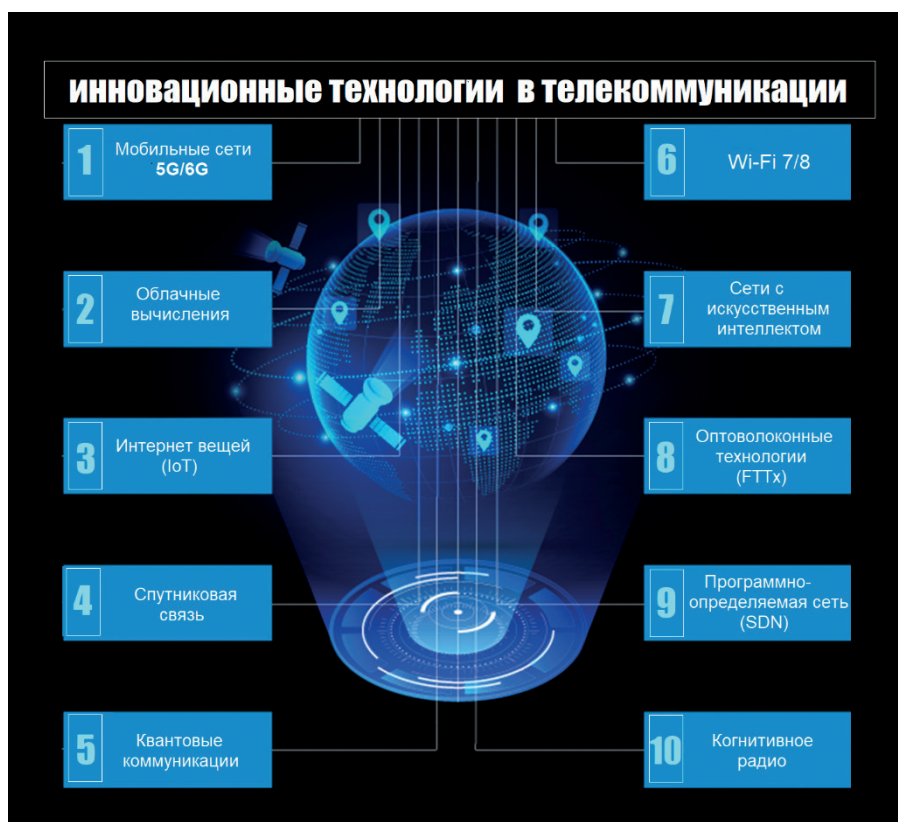 инновационные технологии в телекоммуникации
1
Мобильные сети
5G/6G
2
Облачные
вычисления
3
Интернет вещей
(IoT)
4
Спутниковая
связь
5
Квантовые
коммуникации
6
Wi-Fi 7/8
7
Сети с
искусственным
интеллектом
8
Оптоволоконные
технологии
(FTTx)
9
Программно-
определяемая сеть
(SDN)
10
Когнитивное
радио